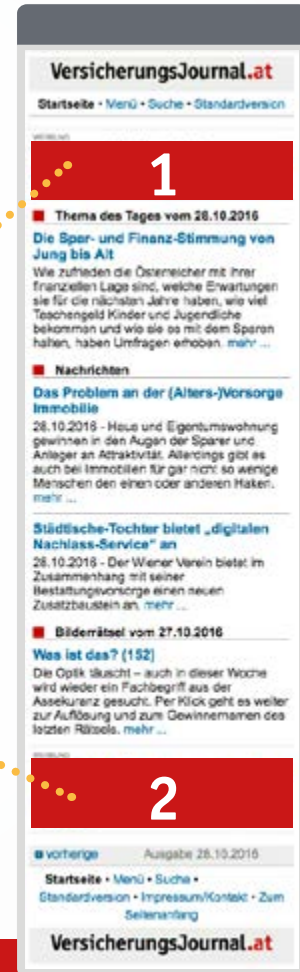 VersicherungsJournal.at
Startseite • Menü • Suche • Standardversion
WERBUNG
1
Thema des Tages vom 28.10.2016
Die Spar- und Finanz-Stimmung von
Jung bis Alt
Wie zufrieden die Österreicher mit ihrer
finanziellen Lage sind, welche Erwartungen
sie für die nächsten Jahre haben, wie viel
Taschengeld Kinder und Jugendliche
bekommen und wie sie es mit dem Sparen
halten, haben Umfragen erhoben. mehr ...
Nachrichten
Das Problem an der (Alters-)Vorsorge
Immobilie
28.10.2016 - Haus und Eigentumswohnung
gewinnen in den Augen der Sparer und
Anleger an Attraktivität. Allerdings gibt es
auch bei Immobilien für gar nicht so wenige
Menschen den einen oder anderen Haken.
mehr ...
Städtische-Tochter bietet „digitalen
Nachlass-Service“ an
28.10.2016 - Der Wiener Verein bietet im
Zusammenhang mit seiner
Bestattungsvorsorge einen neuen
Zusatzbaustein an. mehr ...
Bilderrätsel vom 27.10.2016
Was ist das? (152)
Die Optik täuscht – auch in dieser Woche
wird wieder ein Fachbegriff aus der
Assekuranz gesucht. Per Klick geht es weiter
zur Auflösung und zum Gewinnernamen des
letzten Rätsels. mehr ...
WERBUNG
2
vorherige Ausgabe 28.10.2016
Startseite • Menü • Suche •
Standardversion • Impressum/Kontakt • Zum
Seitenanfang
VersicherungsJournal.at